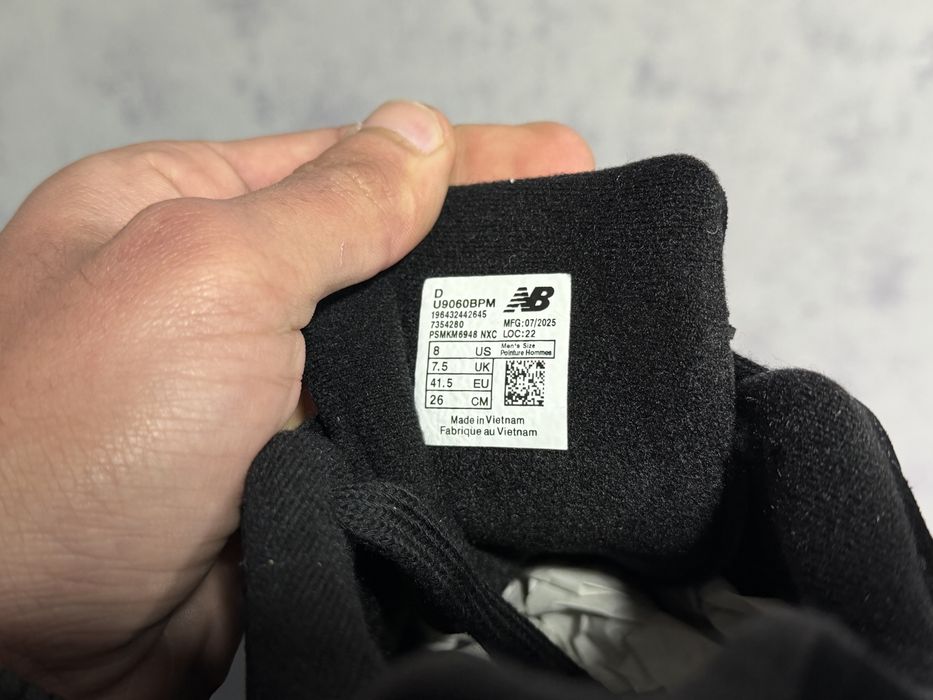 D
U9060BPM
NB
196432442645
7354280 MFG:07/2025
PSMKM6948 NXC LOC:22
8 US Men's Size
Pointure Hommes
7.5 UK
41.5 EU
26 CM
Made in Vietnam
Fabrique au Vietnam